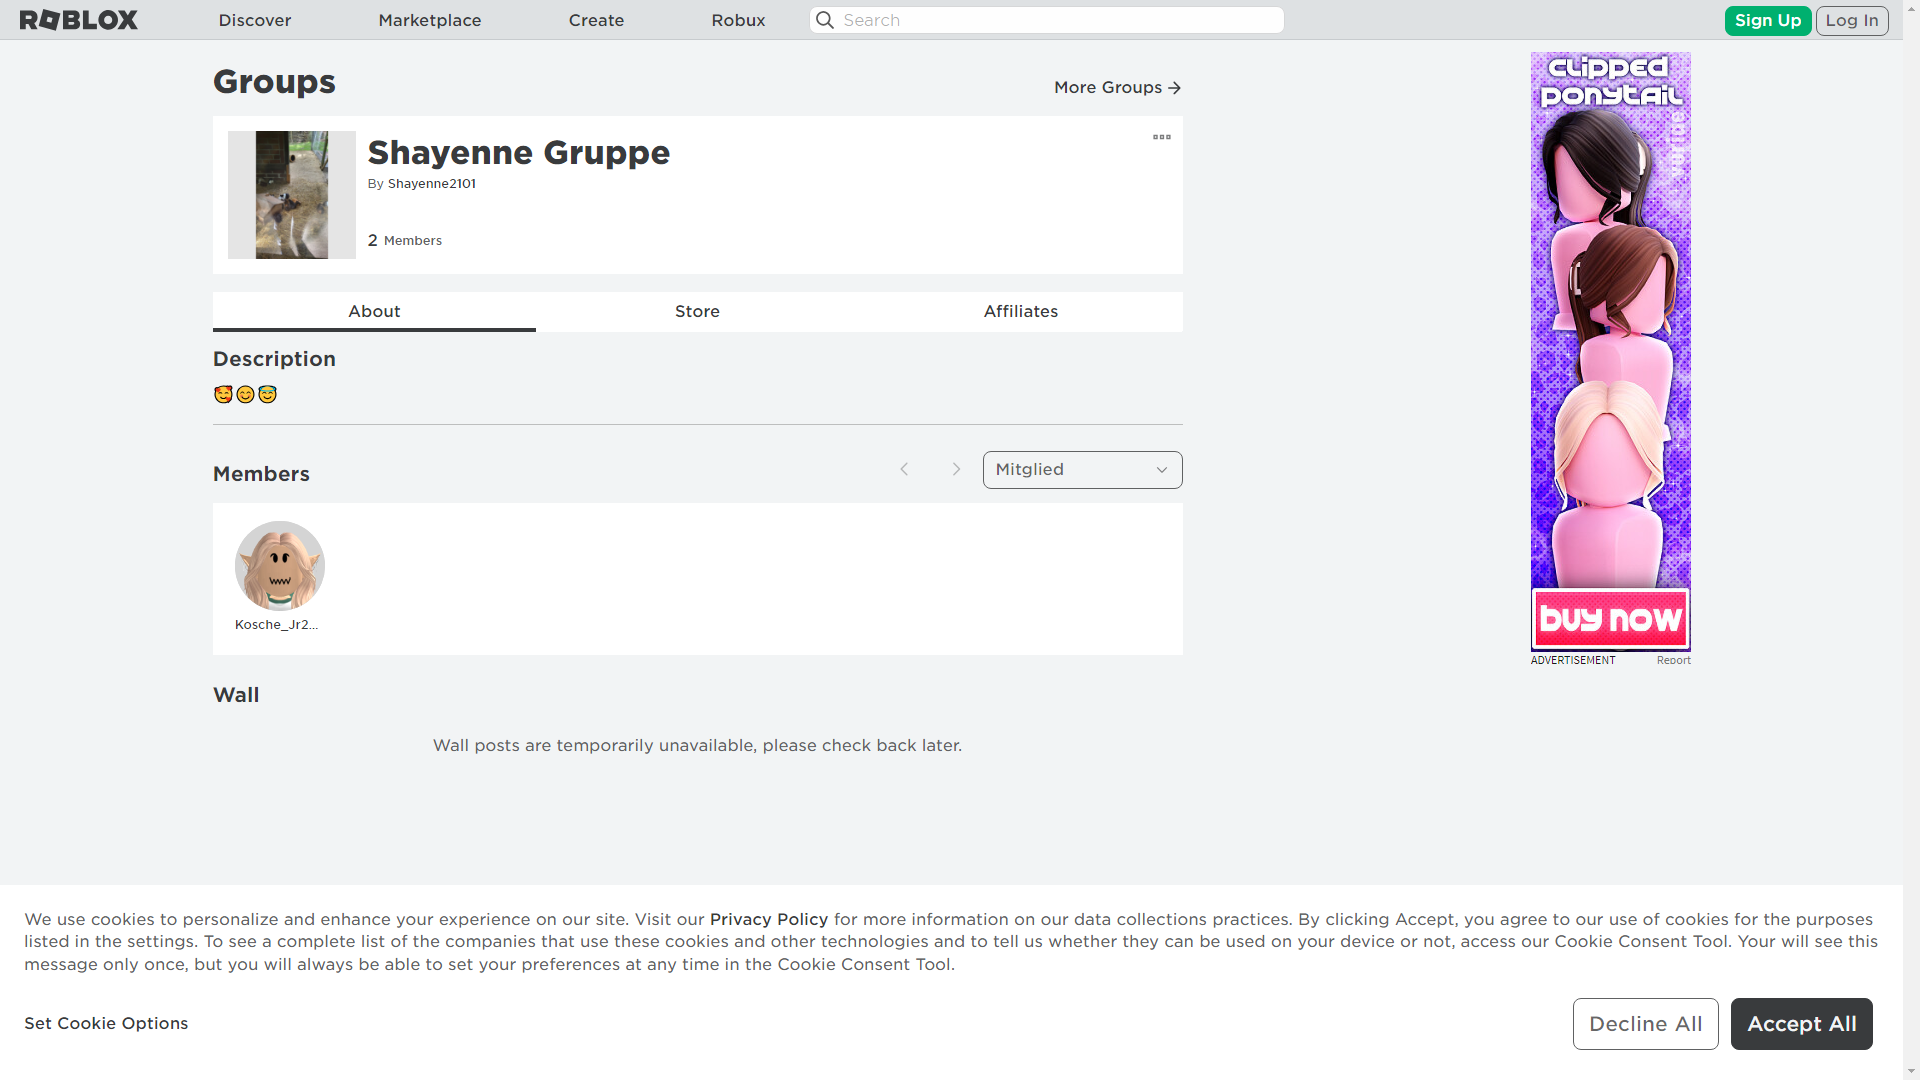 ROBLOX
Discover
Marketplace
Create
Robux
Search
Sign Up
Log In
Groups
More Groups
Shayenne Gruppe
By Shayenne2101
2 Members
About
Store
Affiliates
Description
🥰😊😇
Members
Mitglied
Kosche_Jr2...
Wall
Wall posts are temporarily unavailable, please check back later.
clipped
ponytail
buy now
ADVERTISEMENT
Report
We use cookies to personalize and enhance your experience on our site. Visit our Privacy Policy for more information on our data collections practices. By clicking Accept, you agree to our use of cookies for the purposes
listed in the settings. To see a complete list of the companies that use these cookies and other technologies and to tell us whether they can be used on your device or not, access our Cookie Consent Tool. Your will see this
message only once, but you will always be able to set your preferences at any time in the Cookie Consent Tool.
Set Cookie Options
Decline All
Accept All